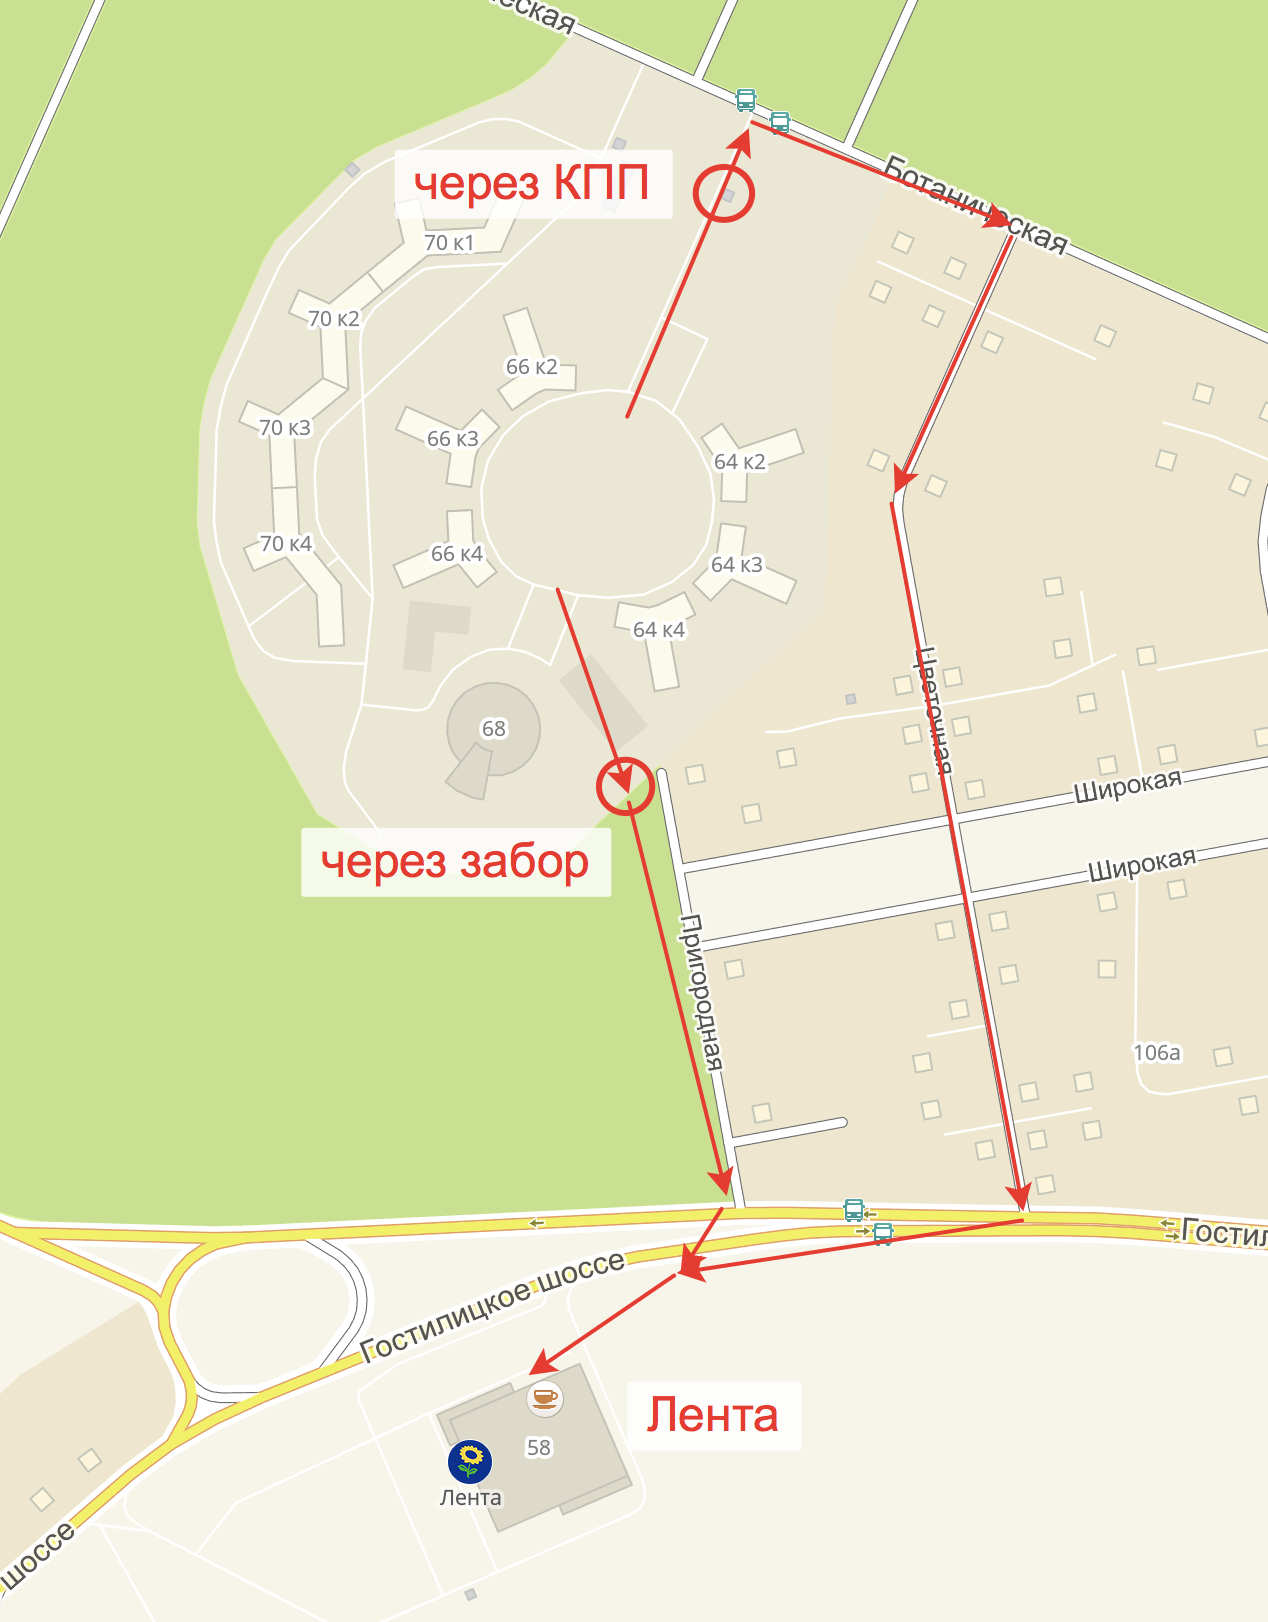 еская
через КПП
Ботаническая
70 к1
70 к2
66 к2
70 к3
66 к3
64 к2
70 к4
66 к4
64 к3
64 к4
68
Цветочная
Широкая
через забор
Широкая
Пригородная
106а
Гостил
Гостилицкое шоссе
Лента
58
Лента
шоссе